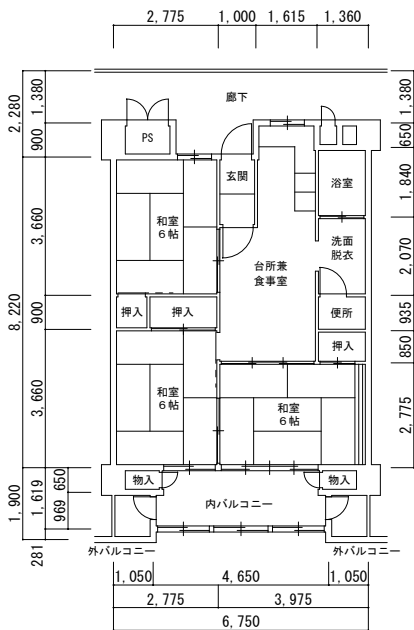 2,775
1,000
1,615
1,360
2,280
1,380
900
廊下
1,380
650
PS
玄関
浴室
1,840
3,660
和室
6帖
台所兼
食事室
洗面
脱衣
2,070
8,220
900
押入
押入
便所
935
押入
850
3,660
和室
6帖
和室
6帖
2,775
1,900
1,619
650
969
281
物入
物入
内バルコニー
外バルコニー
外バルコニー
1,050
4,650
1,050
2,775
3,975
6,750